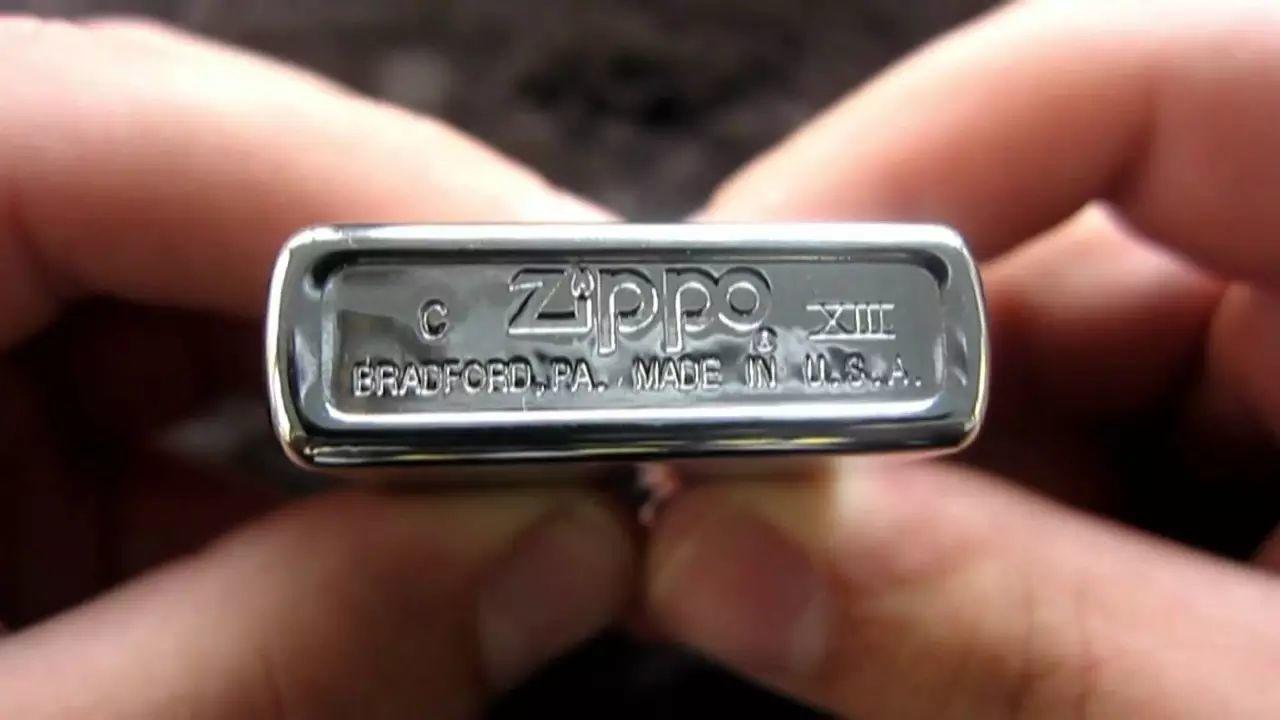 C Zippo® XIII
BRADFORD,PA. MADE IN U.S.A.